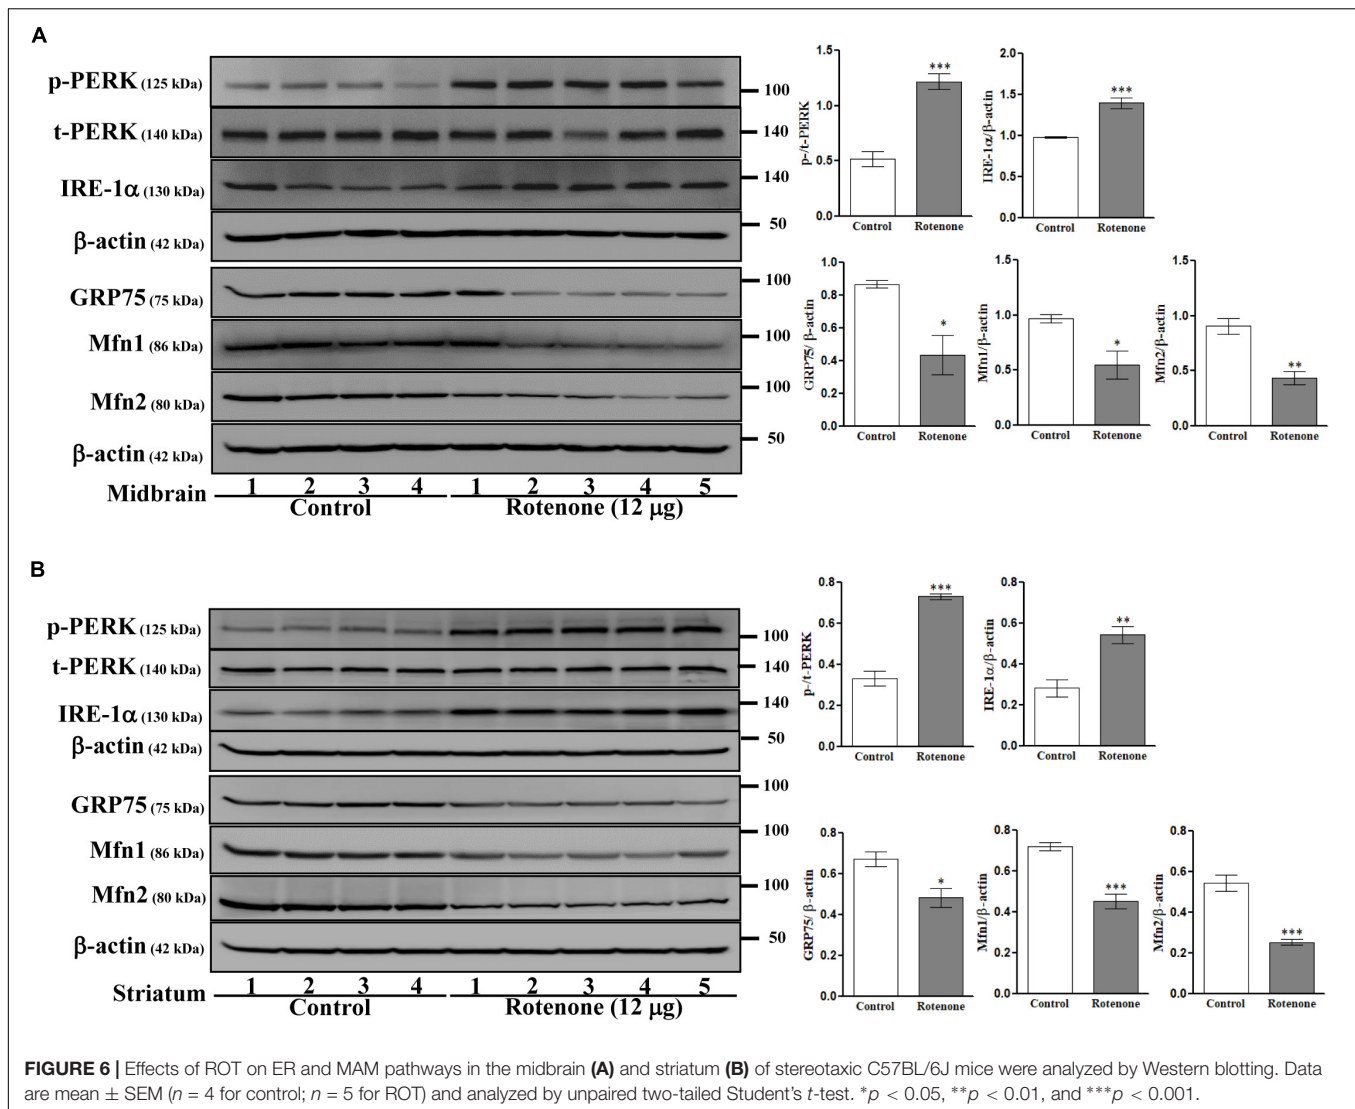 A
p-PERK (125 kDa)
100
t-PERK (140 kDa)
140
IRE-1α (130 kDa)
140
β-actin (42 kDa)
50
GRP75 (75 kDa)
100
Mfn1 (86 kDa)
100
Mfn2 (80 kDa)
100
β-actin (42 kDa)
50
Midbrain 1 2 3 4 1 2 3 4 5
Control Rotenone (12 μg)
p-/t-PERK
1.5
1.0
0.5
0.0
***
Control Rotenone
IRE-1α/β-actin
2.0
1.5
1.0
0.5
0.0
***
Control Rotenone
GRP75/ β-actin
1.0
0.8
0.6
0.4
0.2
0.0
*
Control Rotenone
Mfn1/β-actin
1.5
1.0
0.5
0.0
*
Control Rotenone
Mfn2/β-actin
1.5
1.0
0.5
0.0
**
Control Rotenone
B
p-PERK (125 kDa)
100
t-PERK (140 kDa)
140
IRE-1α (130 kDa)
140
β-actin (42 kDa)
50
GRP75 (75 kDa)
100
Mfn1 (86 kDa)
100
Mfn2 (80 kDa)
100
β-actin (42 kDa)
50
Striatum 1 2 3 4 1 2 3 4 5
Control Rotenone (12 μg)
p-/t-PERK
0.8
0.6
0.4
0.2
0.0
***
Control Rotenone
IRE-1α/β-actin
0.8
0.6
0.4
0.2
0.0
**
Control Rotenone
GRP75/ β-actin
0.8
0.6
0.4
0.2
0.0
*
Control Rotenone
Mfn1/β-actin
0.8
0.6
0.4
0.2
0.0
***
Control Rotenone
Mfn2/β-actin
0.8
0.6
0.4
0.2
0.0
***
Control Rotenone
FIGURE 6 | Effects of ROT on ER and MAM pathways in the midbrain (A) and striatum (B) of stereotaxic C57BL/6J mice were analyzed by Western blotting. Data
are mean ± SEM (n = 4 for control; n = 5 for ROT) and analyzed by unpaired two-tailed Student's t-test. *p < 0.05, **p < 0.01, and ***p < 0.001.